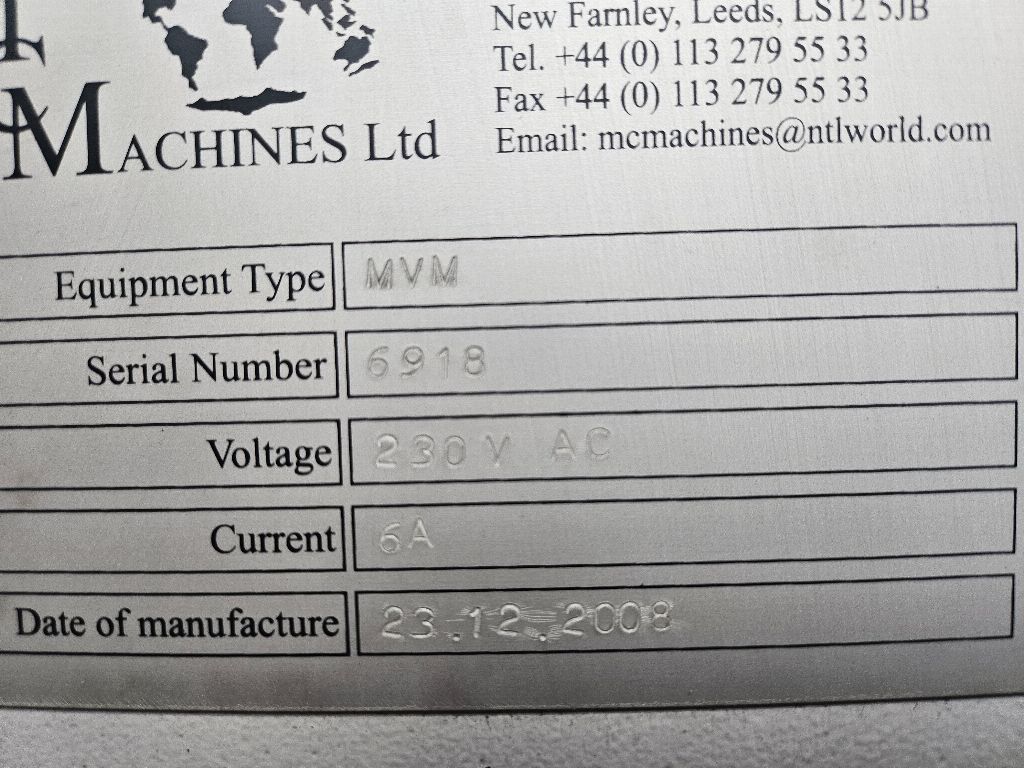 New Farnley, Leeds, LS12 5JB
Tel. +44 (0) 113 279 55 33
Fax +44 (0) 113 279 55 33
MACHINES Ltd
Email: mcmachines@ntlworld.com
Equipment Type MVM
Serial Number 6918
Voltage 230V AC
Current 6A
Date of manufacture 23.12.2008